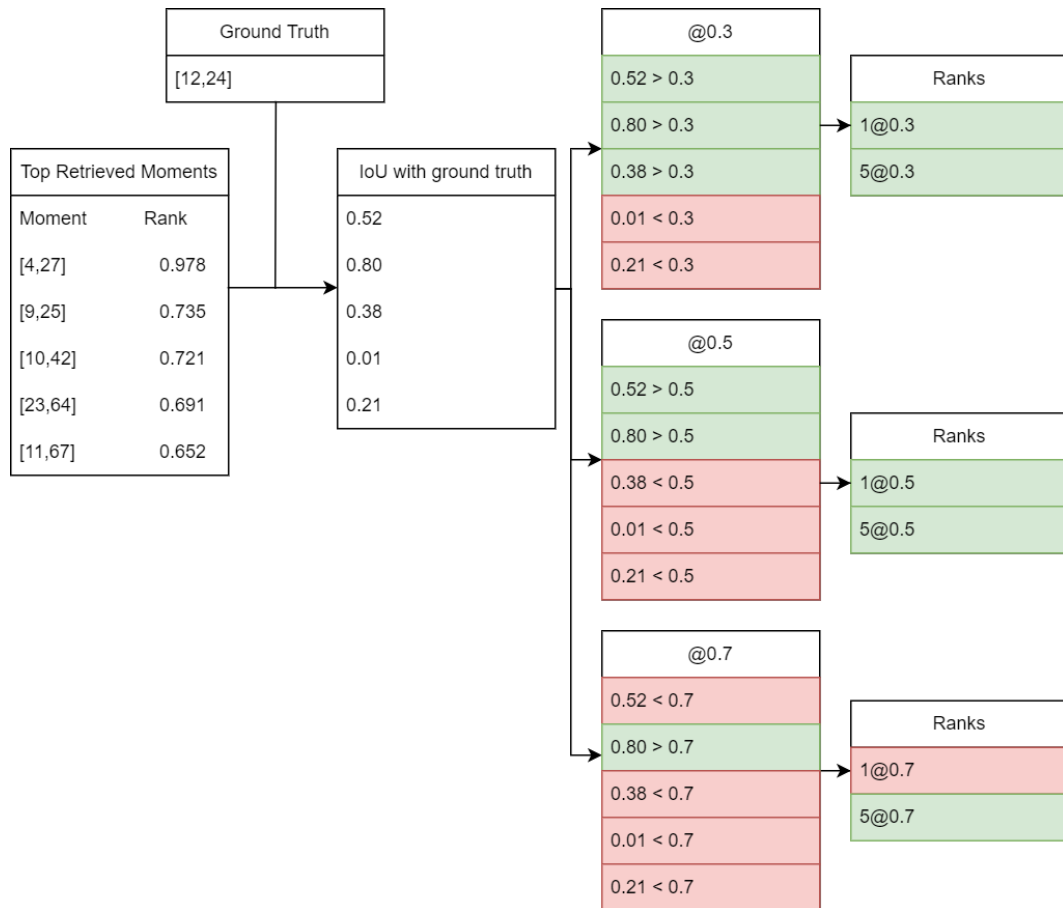 Ground Truth
[12,24]
Top Retrieved Moments
Moment Rank
[4,27] 0.978
[9,25] 0.735
[10,42] 0.721
[23,64] 0.691
[11,67] 0.652
IoU with ground truth
0.52
0.80
0.38
0.01
0.21
@0.3
0.52 > 0.3
0.80 > 0.3
0.38 > 0.3
0.01 < 0.3
0.21 < 0.3
Ranks
1@0.3
5@0.3
@0.5
0.52 > 0.5
0.80 > 0.5
0.38 < 0.5
0.01 < 0.5
0.21 < 0.5
Ranks
1@0.5
5@0.5
@0.7
0.52 < 0.7
0.80 > 0.7
0.38 < 0.7
0.01 < 0.7
0.21 < 0.7
Ranks
1@0.7
5@0.7